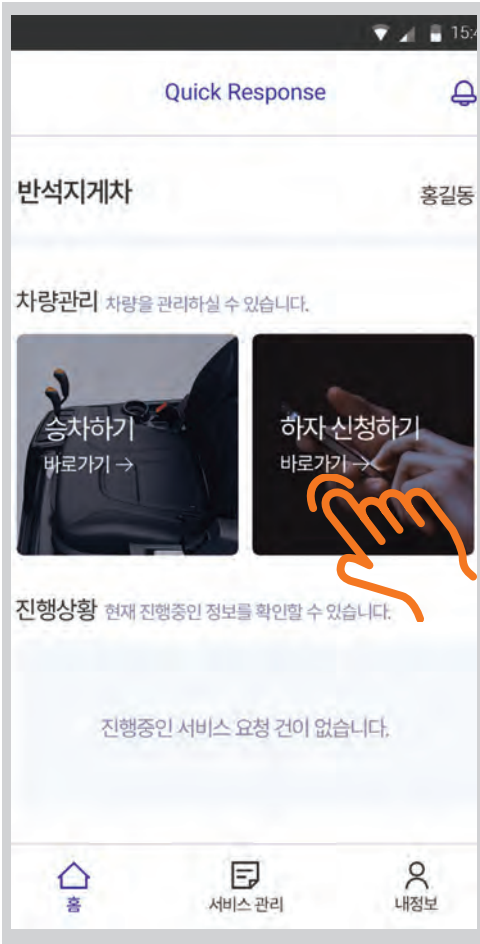 15:4
Quick Response
반석지게차 홍길동
차량관리 차량을 관리하실 수 있습니다.
승차하기
바로가기 →
하자 신청하기
바로가기 →
진행상황 현재 진행중인 정보를 확인할 수 있습니다.
진행중인 서비스 요청 건이 없습니다.
홈 서비스 관리 내정보